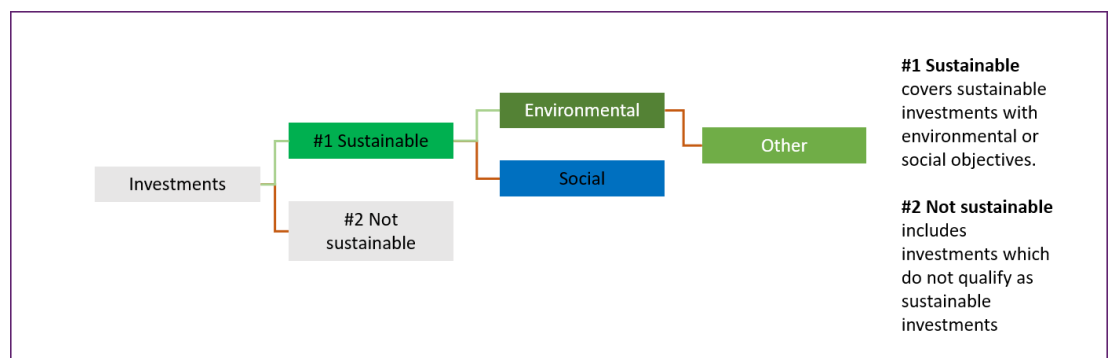 Investments
#1 Sustainable
#2 Not
sustainable
Environmental
Social
Other
#1 Sustainable
covers sustainable
investments with
environmental or
social objectives.
#2 Not sustainable
includes
investments which
do not qualify as
sustainable
investments